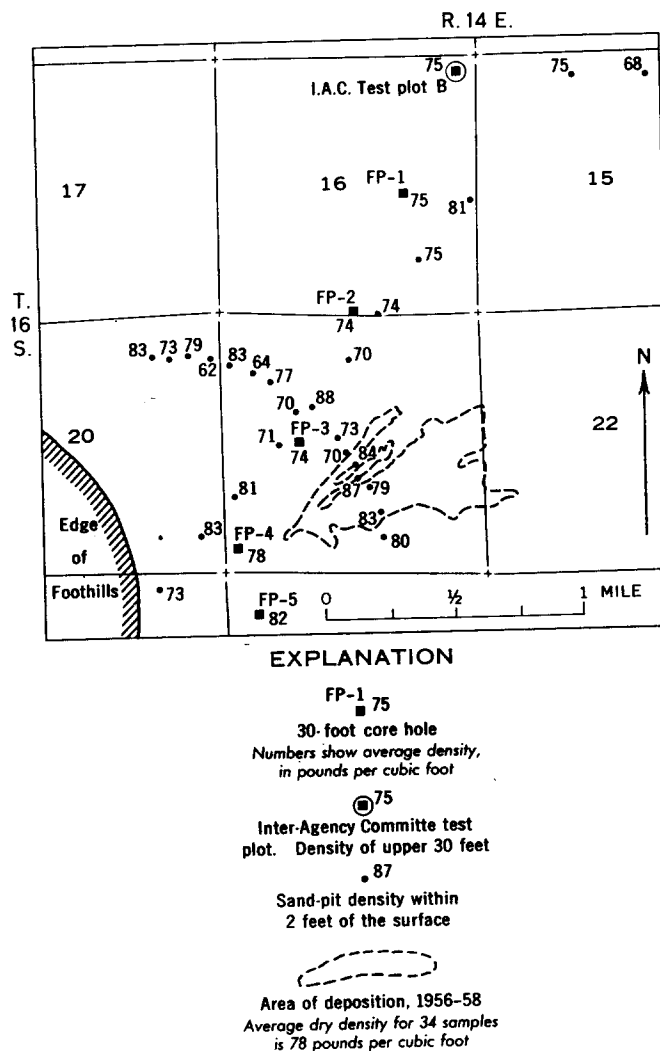 R. 14 E.
75
I.A.C. Test plot B
75
68
17
16
FP-1
75
15
81
75
T.
16
S.
FP-2
74
74
83
73
79
62
83
64
77
70
70
88
N
20
71
FP-3
74
73
70
84
22
87
79
81
83
Edge
of
Foothills
83
FP-4
78
80
73
FP-5
82
0
½
1 MILE
EXPLANATION
FP-1
75
30-foot core hole
Numbers show average density,
in pounds per cubic foot
75
Inter-Agency Committe test
plot. Density of upper 30 feet
87
Sand-pit density within
2 feet of the surface
Area of deposition, 1956–58
Average dry density for 34 samples
is 78 pounds per cubic foot